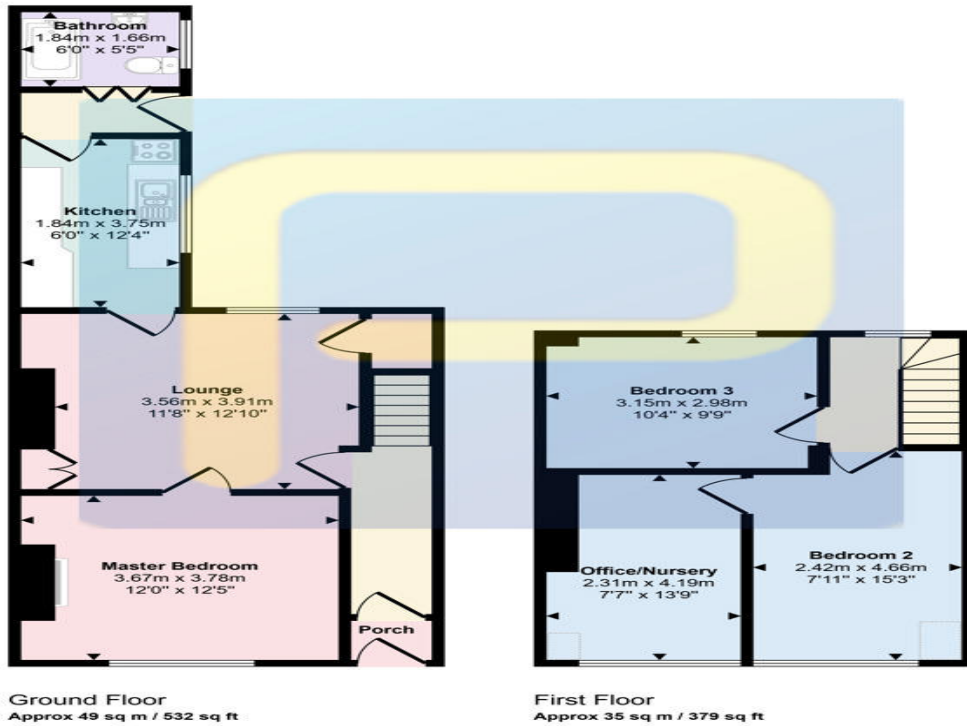 Bathroom
1.84m x 1.66m
6'0" x 5'5"
Kitchen
1.84m x 3.75m
6'0" x 12'4"
Lounge
3.56m x 3.91m
11'8" x 12'10"
Master Bedroom
3.67m x 3.78m
12'0" x 12'5"
Porch
Ground Floor
Approx 49 sq m / 532 sq ft
Bedroom 3
3.15m x 2.98m
10'4" x 9'9"
Office/Nursery
2.31m x 4.19m
7'7" x 13'9"
Bedroom 2
2.42m x 4.66m
7'11" x 15'3"
First Floor
Approx 35 sq m / 379 sq ft